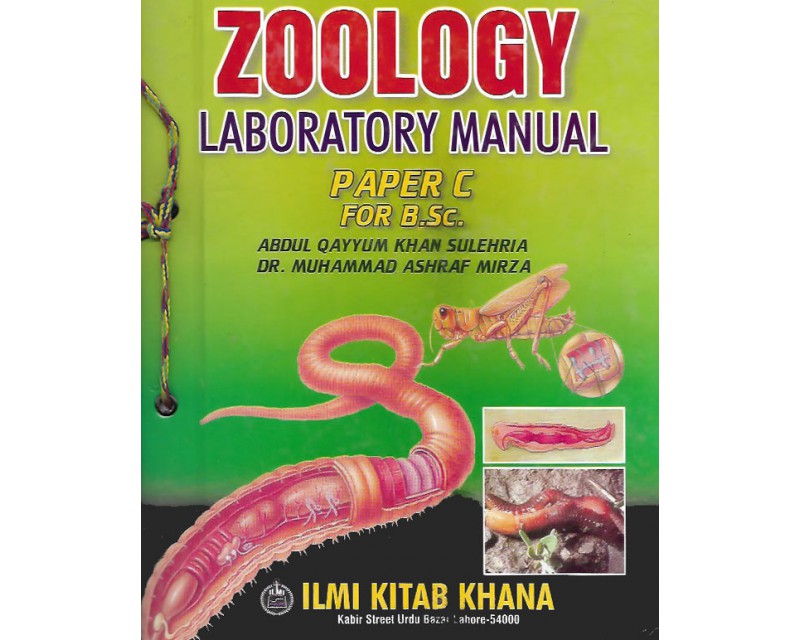 ZOOLOGY
LABORATORY MANUAL
PAPER C
FOR B.Sc.
ABDUL QAYYUM KHAN SULEHRIA
DR. MUHAMMAD ASHRAF MIRZA
ILMI KITAB KHANA
Kabir Street Urdu Bazar Lahore-54000